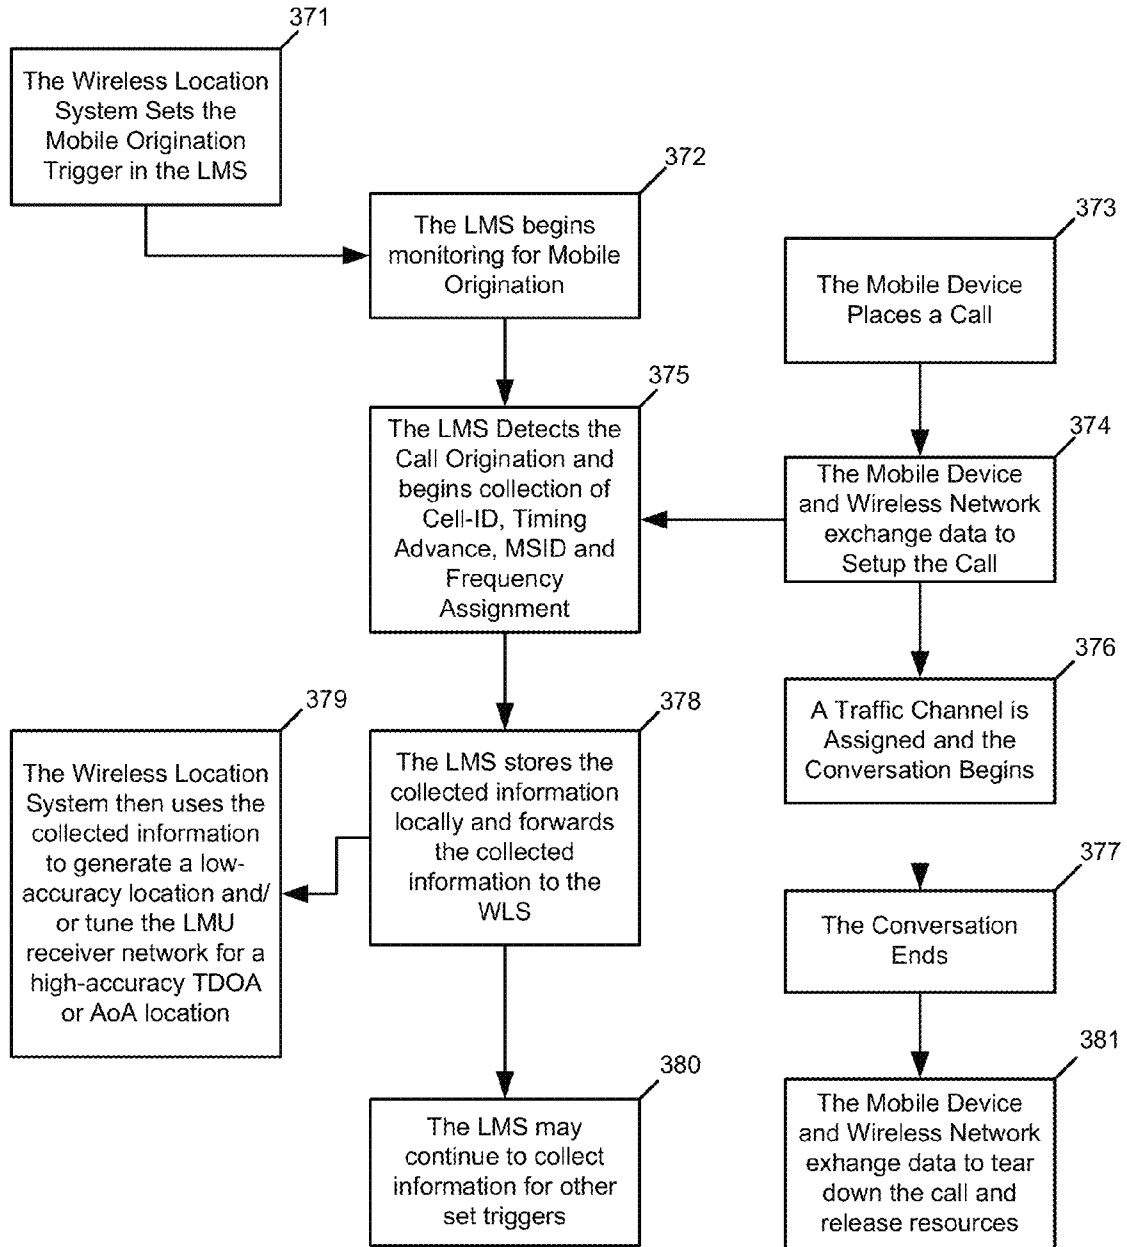 371
The Wireless Location
System Sets the
Mobile Origination
Trigger in the LMS
372
The LMS begins
monitoring for Mobile
Origination
373
The Mobile Device
Places a Call
374
The Mobile Device
and Wireless Network
exchange data to
Setup the Call
375
The LMS Detects the
Call Origination and
begins collection of
Cell-ID, Timing
Advance, MSID and
Frequency
Assignment
376
A Traffic Channel is
Assigned and the
Conversation Begins
377
The Conversation
Ends
378
The LMS stores the
collected information
locally and forwards
the collected
information to the
WLS
379
The Wireless Location
System then uses the
collected information
to generate a low-
accuracy location and/
or tune the LMU
receiver network for a
high-accuracy TDOA
or AoA location
380
The LMS may
continue to collect
information for other
set triggers
381
The Mobile Device
and Wireless Network
exhange data to tear
down the call and
release resources